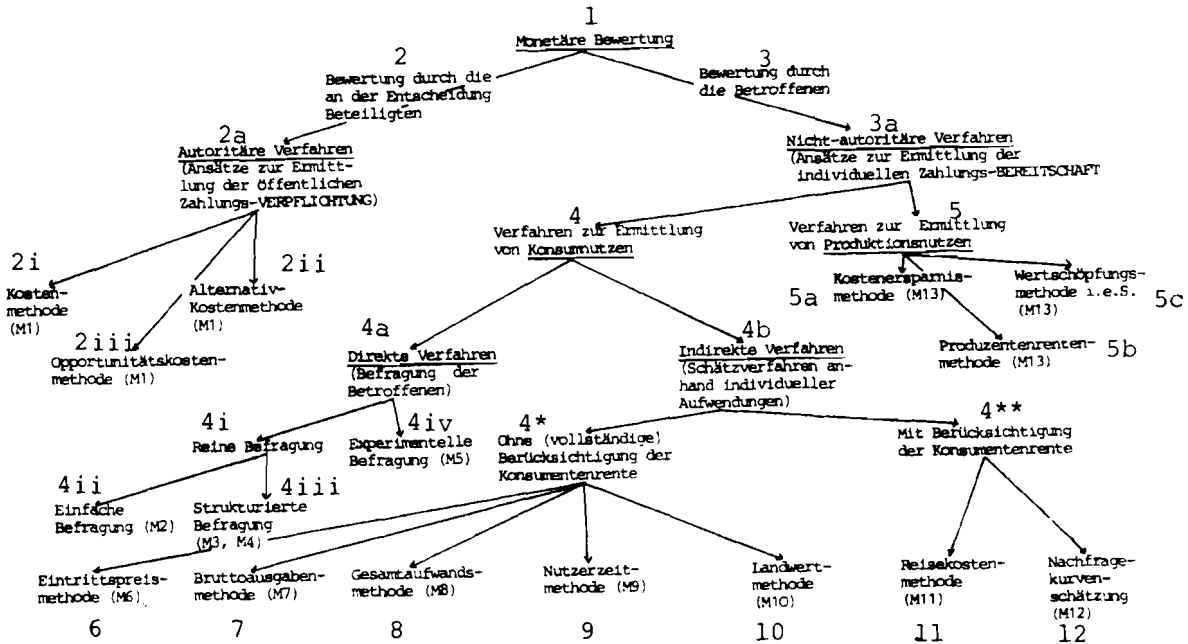 1
Monetäre Bewertung
2
Bewertung durch die
an der Entscheidung
Beteiligten
3
Bewertung durch
die Betroffenen
2a
Autoritäre Verfahren
(Ansätze zur Ermitt-
lung der öffentlichen
Zahlungs-VERPFLICHTUNG)
3a
Nicht-autoritäre Verfahren
(Ansätze zur Ermittlung der
individuellen Zahlungs-BEREITSCHAFT
4
Verfahren zur Ermittlung
von Konsumnutzen
5
Verfahren zur Ermittlung
von Produktionsnutzen
2i
Kosten-
methode
(M1)
2ii
Alternativ-
Kostenmethode
(M1)
2iii
Opportunitätskosten-
methode (M1)
5a
Kostenersparnis-
methode (M13)
Wertschöpfungs-
methode i.e.S.
(M13)
5c
Produzentenrenten-
methode (M13)
5b
4a
Direkte Verfahren
(Befragung der
Betroffenen)
4b
Indirekte Verfahren
(Schätzverfahren an-
hand individueller
Aufwendungen)
4i
Reine Befragung
4iv
Experimentelle
Befragung (M5)
4*
Ohne (vollständige)
Berücksichtigung der
Konsumentenrente
4**
Mit Berücksichtigung
der Konsumentenrente
4ii
Einfache
Befragung (M2)
4iii
Strukturierte
Befragung
(M3, M4)
Eintrittspreis-
methode (M6)
Bruttoausgaben-
methode (M7)
Gesamtaufwands-
methode (M8)
Nutzerzeit-
methode (M9)
Landwert-
methode
(M10)
Reisekosten-
methode
(M11)
Nachfrage-
kurven-
schätzung
(M12)
6
7
8
9
10
11
12